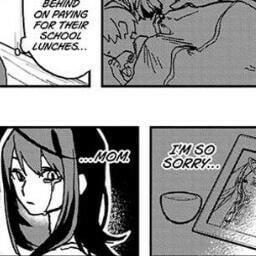 BEHIND
ON PAYING
FOR THEIR
SCHOOL
LUNCHES...
I'M SO
SORRY...
...MOM.